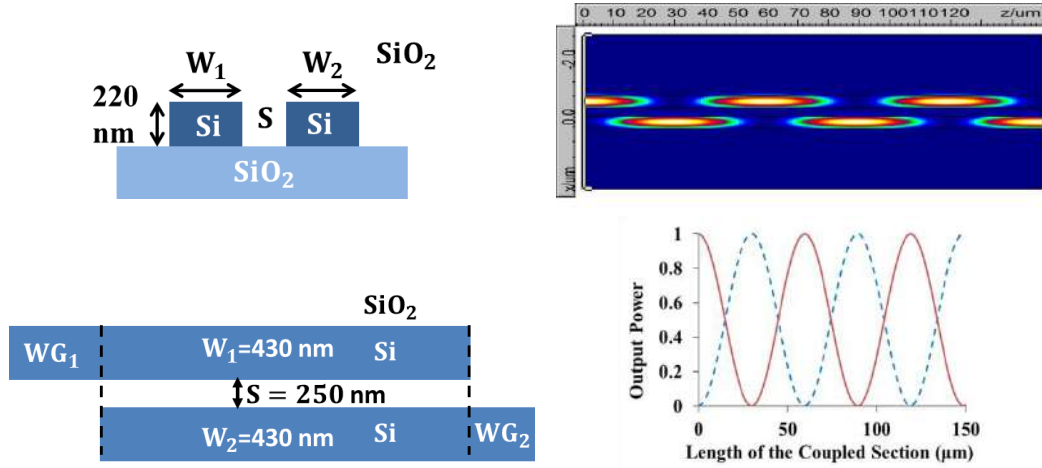 W₁ W₂ SiO₂
220
nm
Si S Si
SiO₂
0 10 20 30 40 50 60 70 80 90 100110120 z/um
-2.0
0.0
x/um
SiO₂
WG₁ W₁=430 nm Si
S = 250 nm
W₂=430 nm Si WG₂
Output Power
1
0.8
0.6
0.4
0.2
0
0 50 100 150
Length of the Coupled Section (μm)